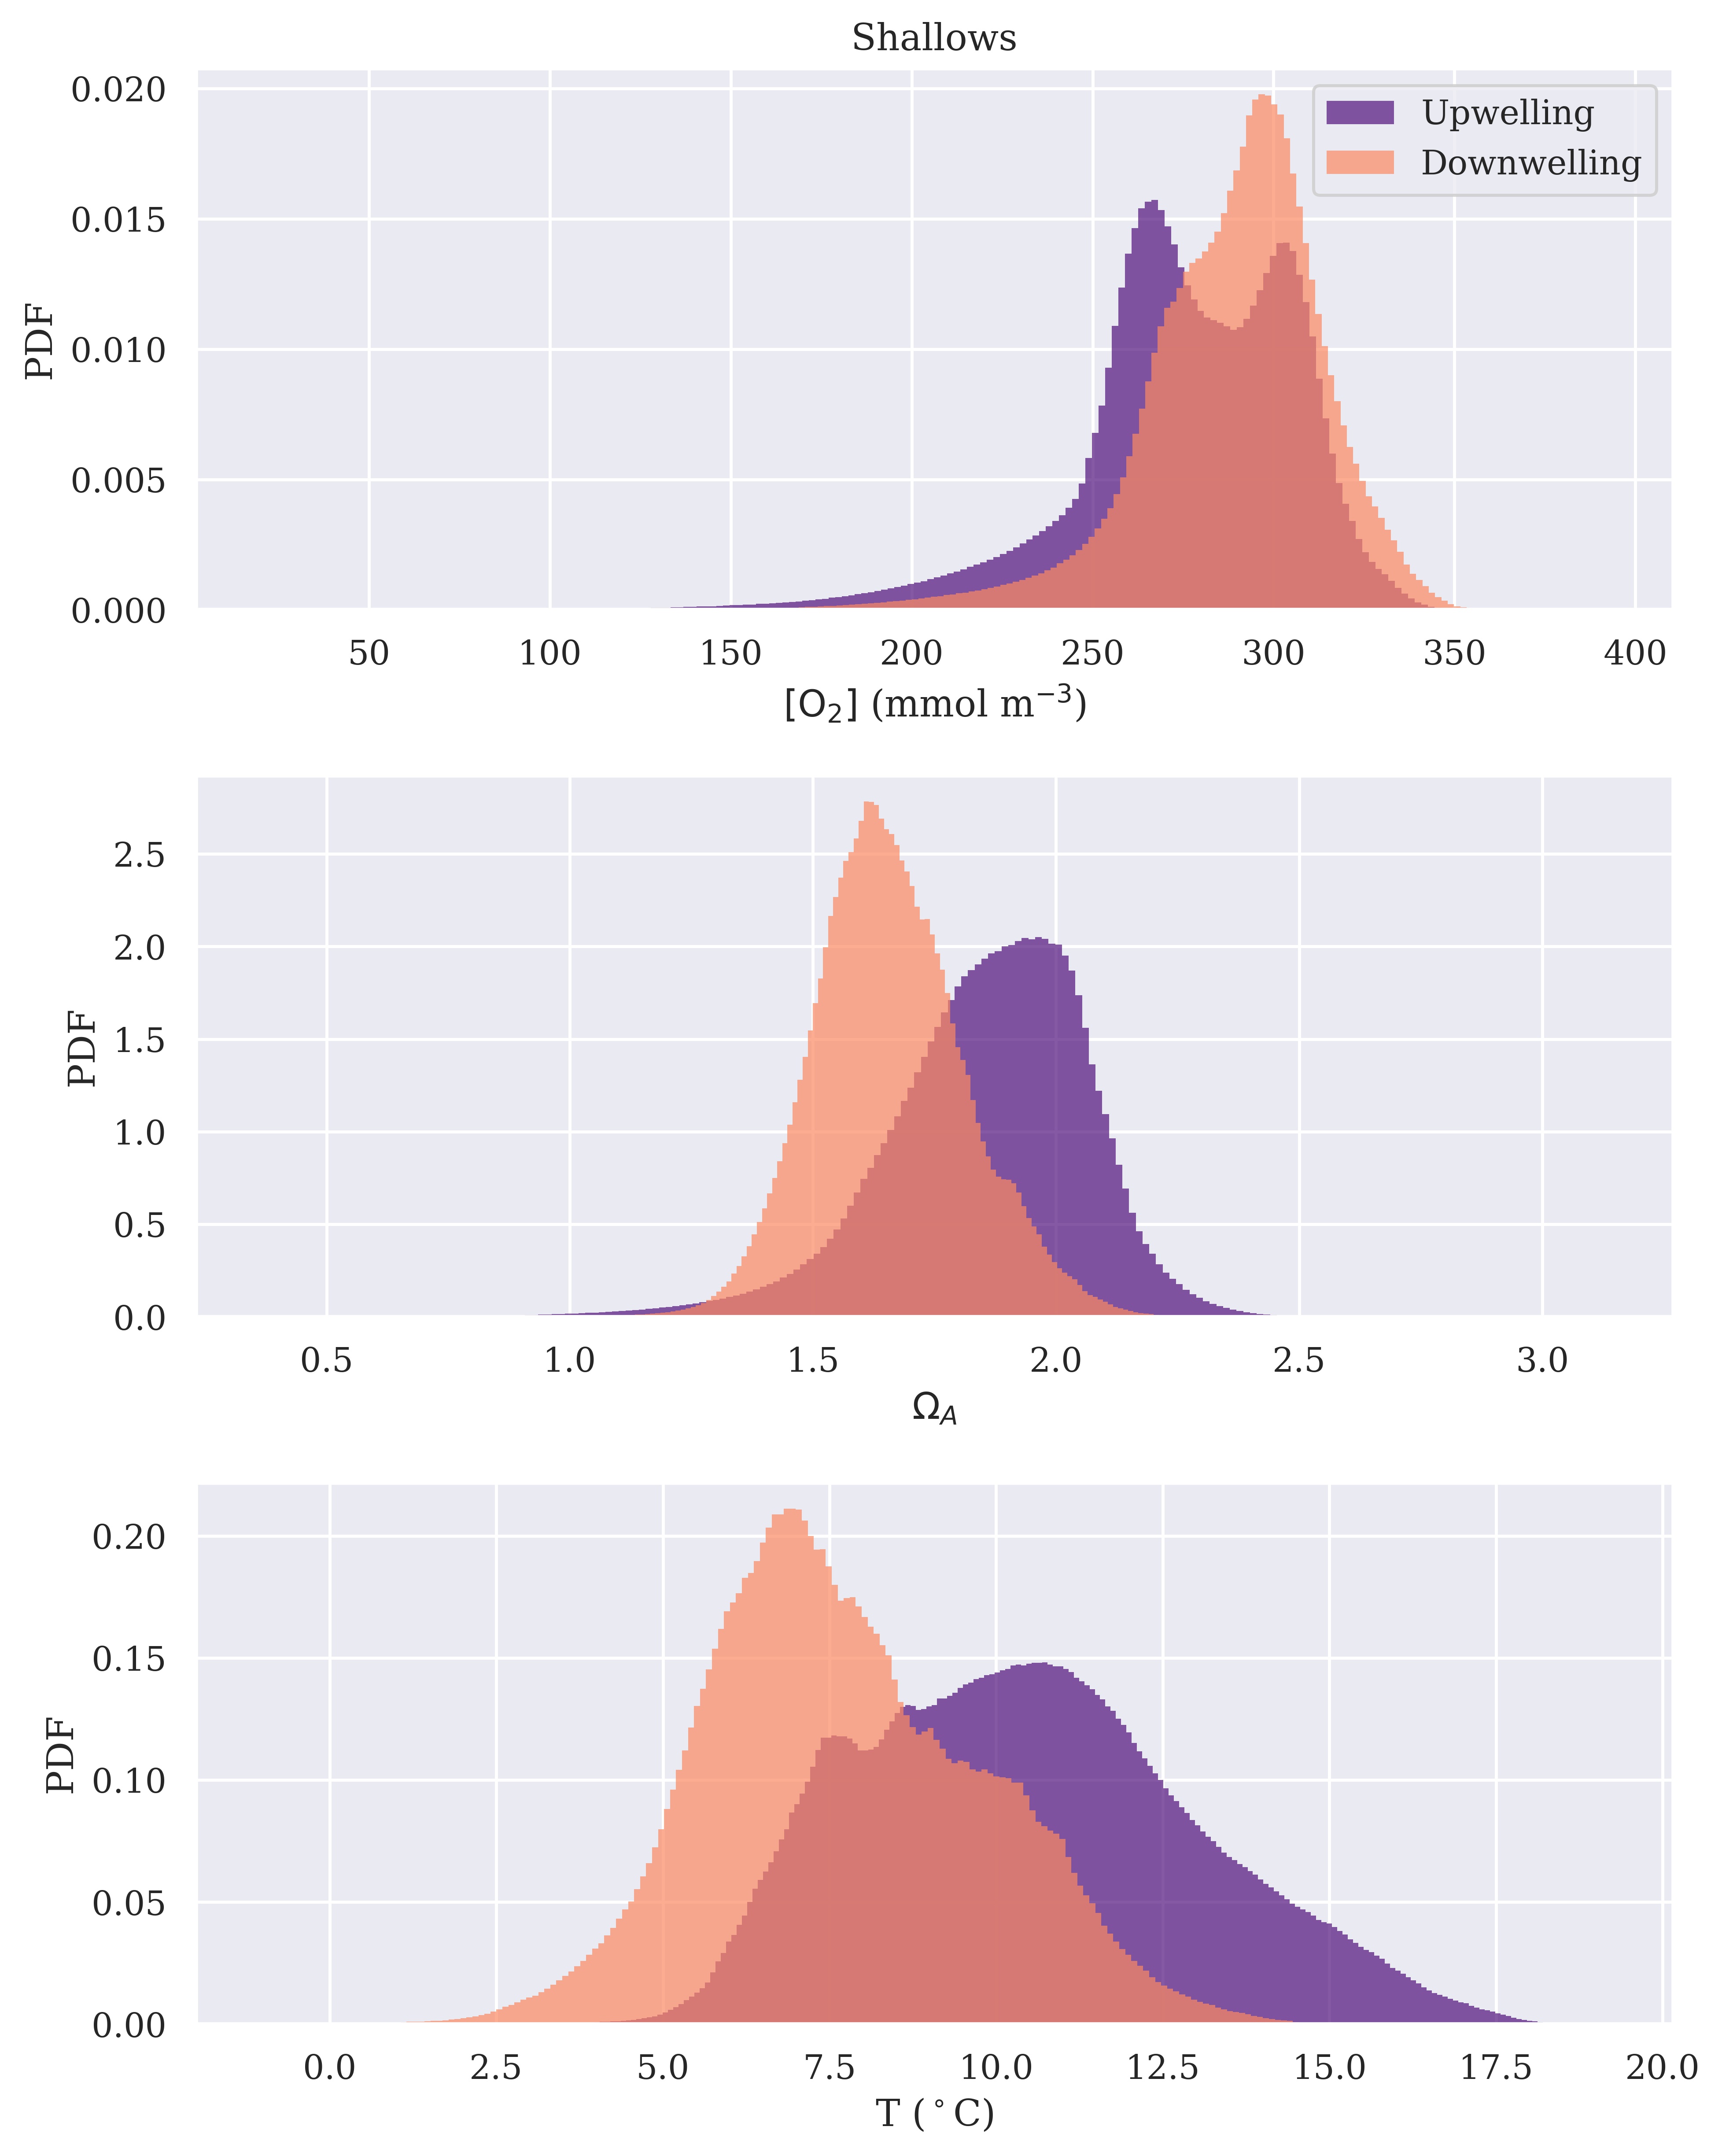 Shallows
0.020
0.015
0.010
0.005
0.000
PDF
Upwelling
Downwelling
50 100 150 200 250 300 350 400
[O₂] (mmol m⁻³)
2.5
2.0
1.5
1.0
0.5
0.0
PDF
0.5 1.0 1.5 2.0 2.5 3.0
Ω_A
0.20
0.15
0.10
0.05
0.00
PDF
0.0 2.5 5.0 7.5 10.0 12.5 15.0 17.5 20.0
T (°C)